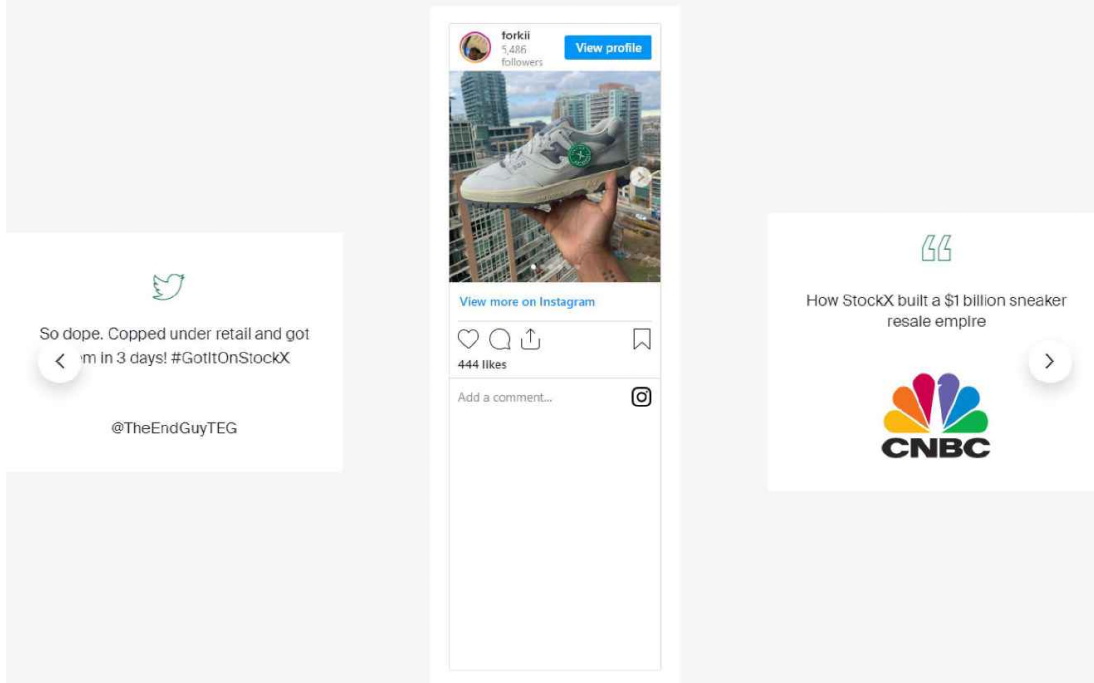 So dope. Copped under retail and got
m in 3 days! #GotItOnStockX
@TheEndGuyTEG
forkii
5,486
followers
View profile
View more on Instagram
444 likes
Add a comment...
How StockX built a $1 billion sneaker
resale empire
CNBC